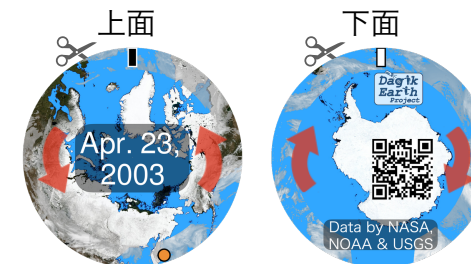 上面
下面
Apr. 23,
2003
Dagik
Earth
Project
Data by NASA,
NOAA & USGS